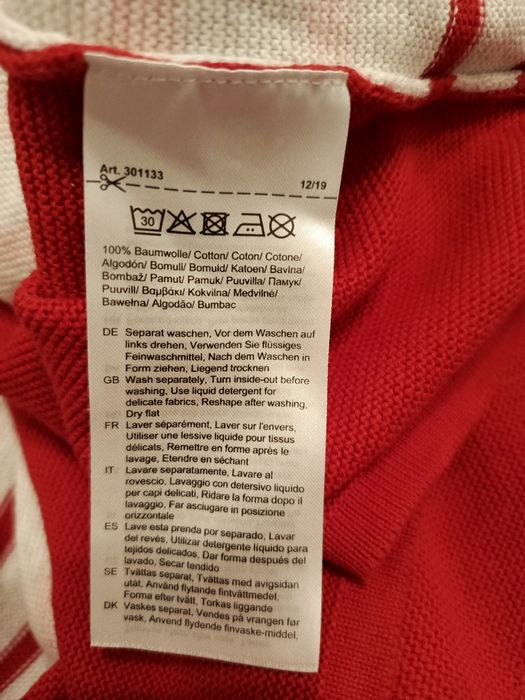 Art. 301133
12/19
30
100% Baumwolle/ Cotton/ Coton/ Cotone/
Algodón/ Bomull/ Bomuld/ Katoen/ Bavlna/
Bombaž/ Pamut/ Pamuk/ Puuvilla/ Памук/
Puuvill/ Βαμβάκι/ Kokvilna/ Medvilnė/
Bawełna/ Algodão/ Bumbac
DE Separat waschen, Vor dem Waschen auf
links drehen, Verwenden Sie flüssiges
Feinwaschmittel, Nach dem Waschen in
Form ziehen, Liegend trocknen
GB Wash separately, Turn inside-out before
washing, Use liquid detergent for
delicate fabrics, Reshape after washing,
Dry flat
FR Laver séparément, Laver sur l'envers,
Utiliser une lessive liquide pour tissus
délicats, Remettre en forme après le
lavage, Etendre en séchant
IT Lavare separatamente, Lavare al
rovescio, Lavaggio con detersivo liquido
per capi delicati, Ridare la forma dopo il
lavaggio, Far asciugare in posizione
orizzontale
ES Lave esta prenda por separado, Lavar
del revés, Utilizar detergente líquido para
tejidos delicados, Dar forma después del
lavado, Secar tendido
SE Tvättas separat, Tvättas med avigsidan
utåt, Använd flytande fintvättmedel,
Forma efter tvätt, Torkas liggande
DK Vaskes separat, Vendes på vrangen før
vask, Anvend flydende finvaske-middel,